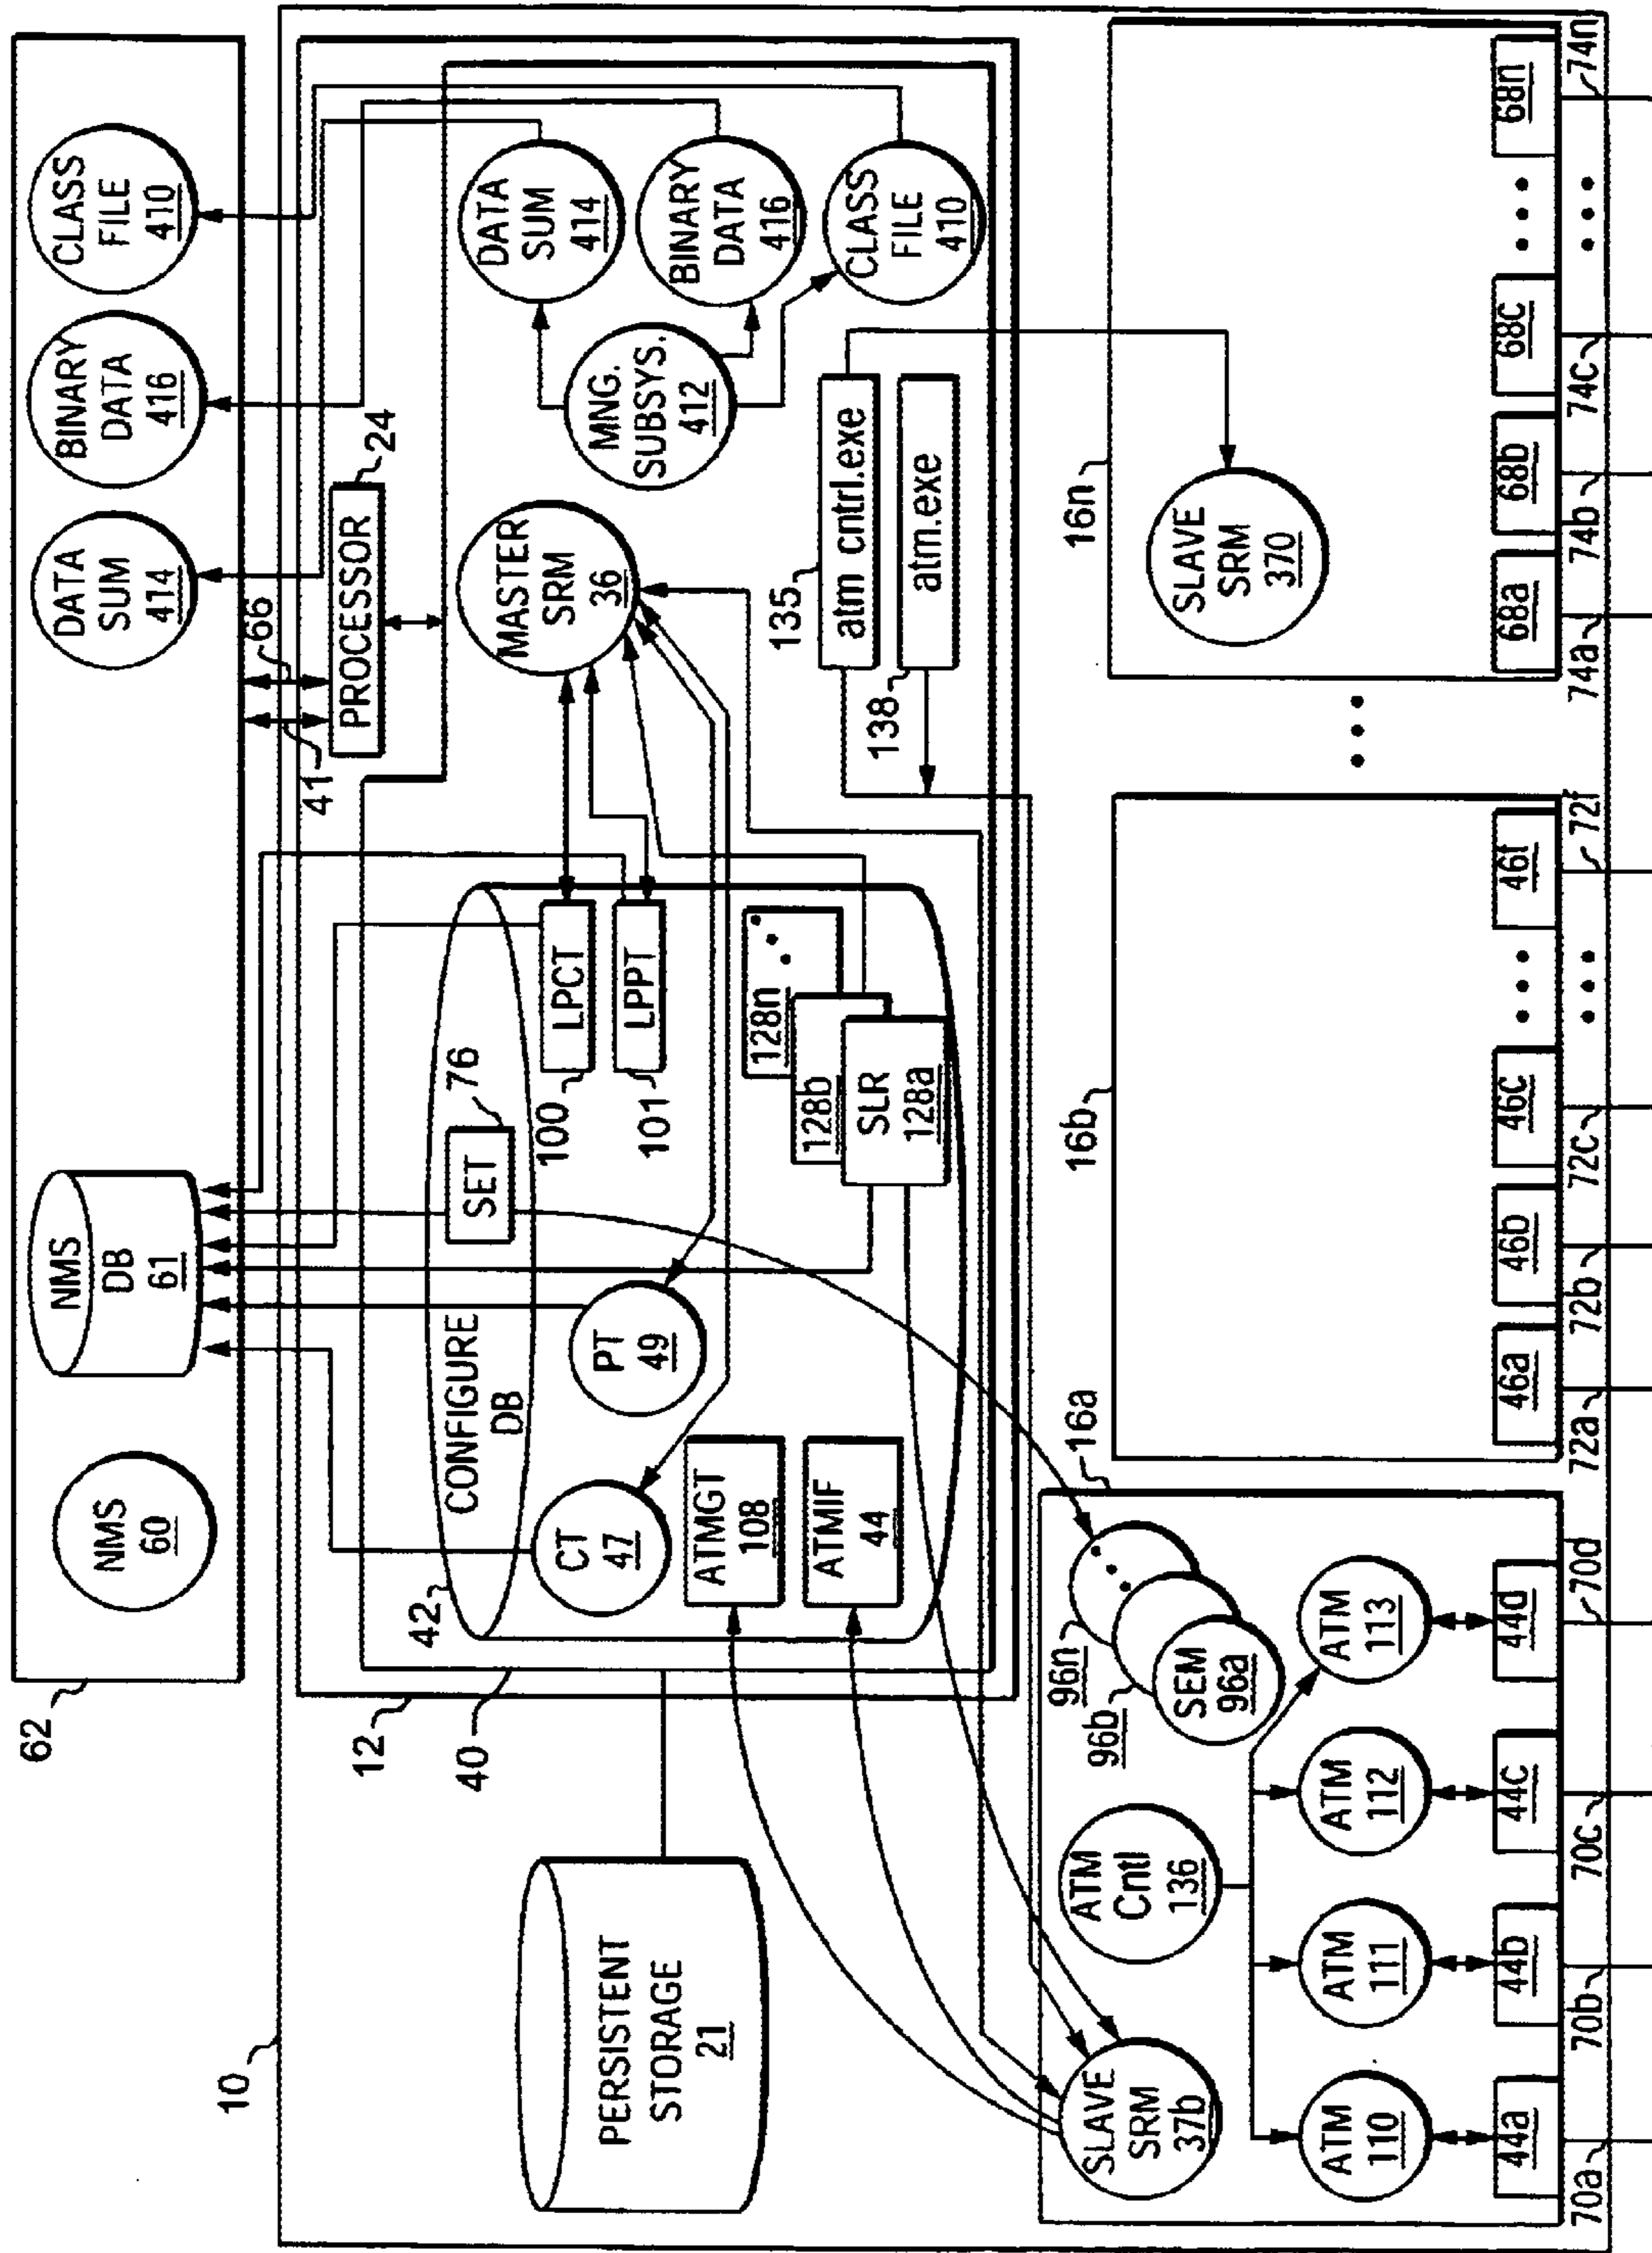 62
NMS
60
NMS
DB
61
DATA
SUM
414
BINARY
DATA
416
CLASS
FILE
410
41
66
PROCESSOR
24
10
12
40
42
PERSISTENT
STORAGE
21
CONFIGURE
DB
SET
76
CT
47
PT
49
LPCT
100
LPPT
101
ATMGT
108
ATMIF
44
128n
128b
SLR
128a
MASTER
SRM
36
MNG.
SUBSYS.
412
DATA
SUM
414
BINARY
DATA
416
CLASS
FILE
410
135
atm cntrl.exe
138
atm.exe
16a
SLAVE
SRM
37b
ATM
Cntl
136
96n
96b
SEM
96a
ATM
110
ATM
111
ATM
112
ATM
113
44a
44b
44c
44d
70a
70b
70c
70d
16b
46a
46b
46c
46f
72a
72b
72c
72f
16n
SLAVE
SRM
370
68a
68b
68c
68n
74a
74b
74c
74n